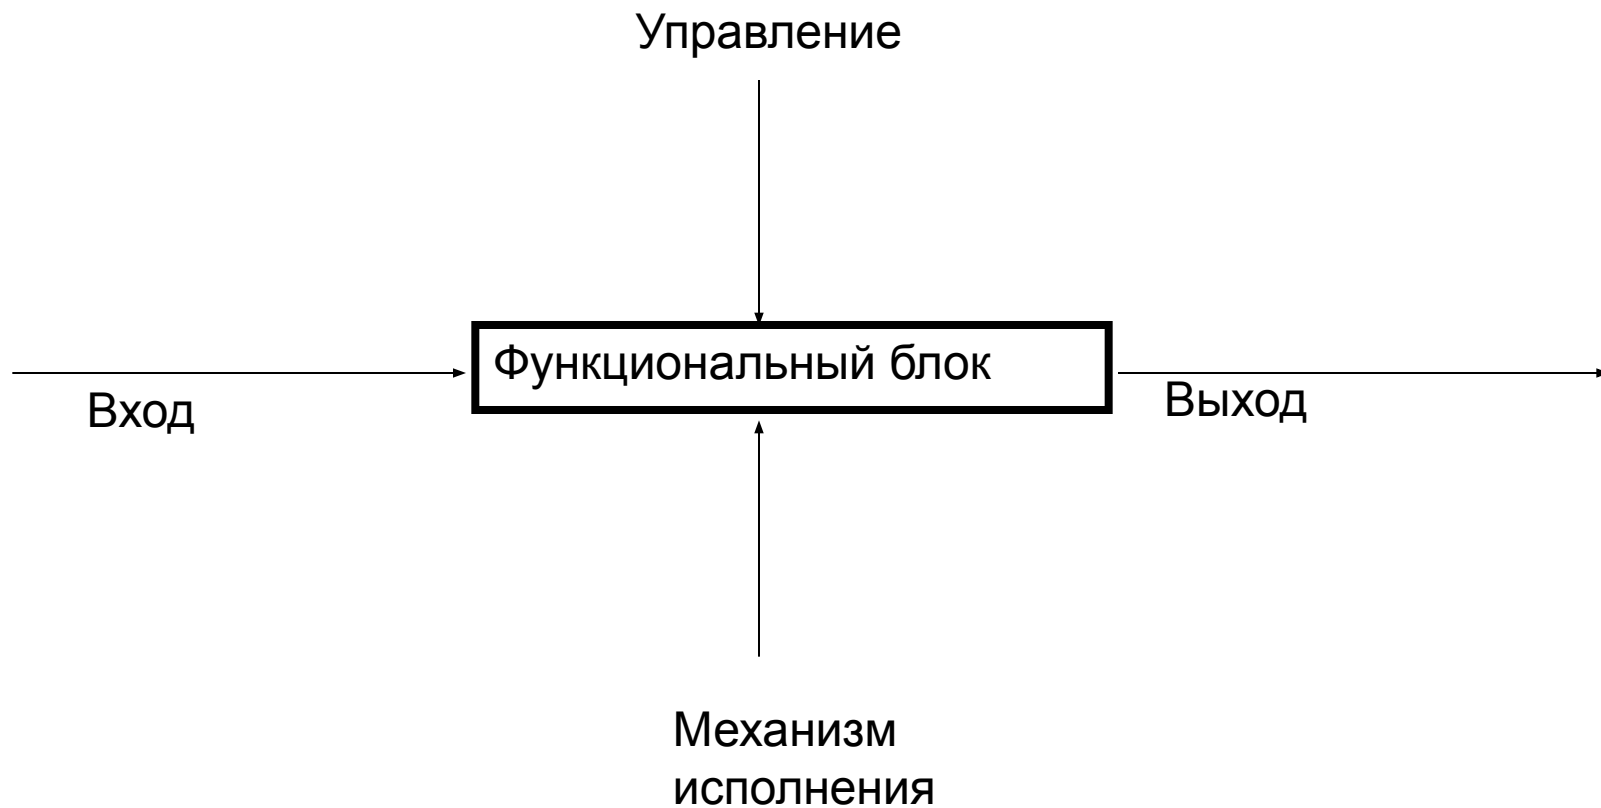 Управление
Функциональный блок
Вход
Выход
Механизм
исполнения